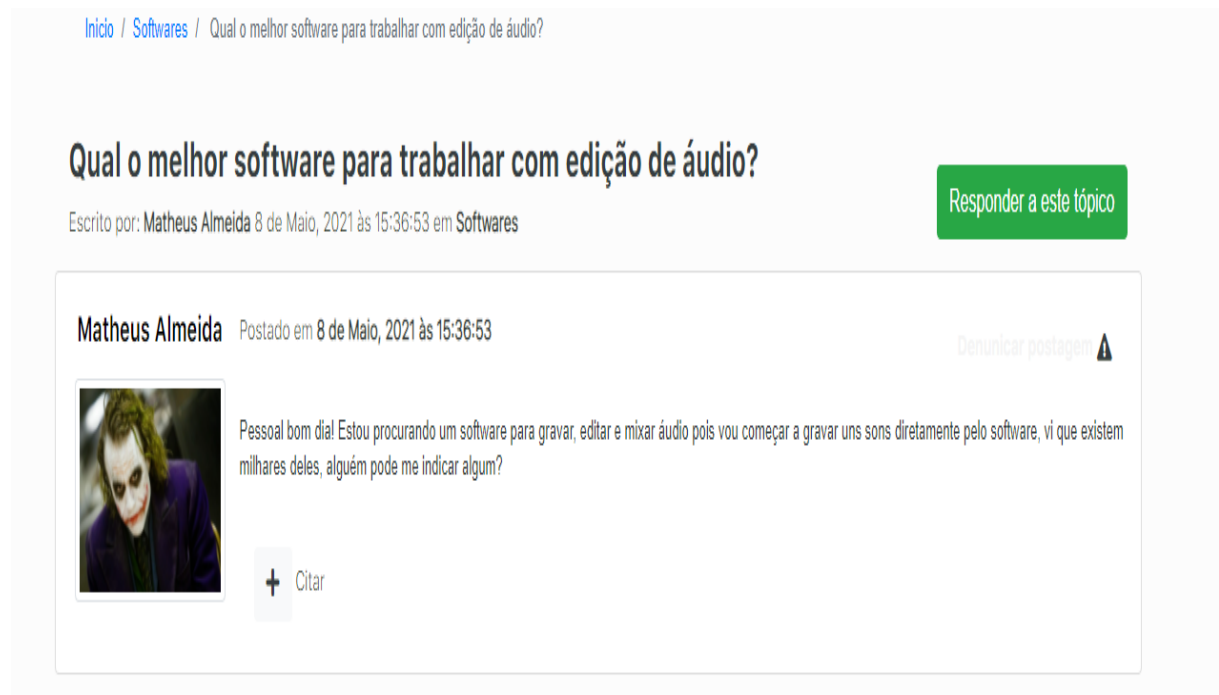 Inicio / Softwares / Qual o melhor software para trabalhar com edição de áudio?
Qual o melhor software para trabalhar com edição de áudio?
Responder a este tópico
Escrito por: Matheus Almeida 8 de Maio, 2021 às 15:36:53 em Softwares
Matheus Almeida Postado em 8 de Maio, 2021 às 15:36:53
Denunicar postagem
Pessoal bom dia! Estou procurando um software para gravar, editar e mixar áudio pois vou começar a gravar uns sons diretamente pelo software, vi que existem
milhares deles, alguém pode me indicar algum?
+ Citar